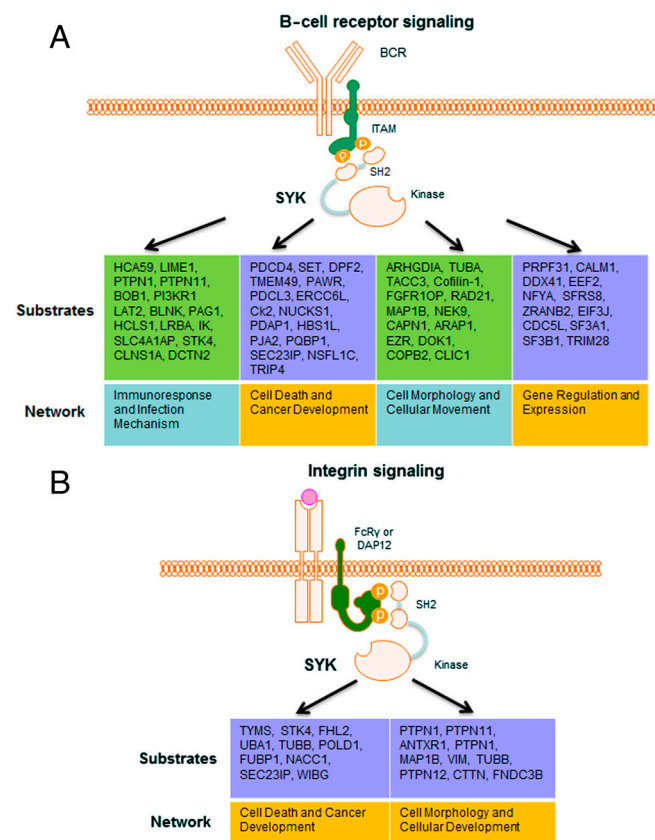 A
B-cell receptor signaling
BCR
ITAM
P
P
SH2
SYK
Kinase
Substrates
HCA59, LIME1,
PTPN1, PTPN11,
BOB1, PI3KR1
LAT2, BLNK, PAG1,
HCLS1, LRBA, IK,
SLC4A1AP, STK4,
CLNS1A, DCTN2
PDCD4, SET, DPF2,
TMEM49, PAWR,
PDCL3, ERCC6L,
Ck2, NUCKS1,
PDAP1, HBS1L,
PJA2, PQBP1,
SEC23IP, NSFL1C,
TRIP4
ARHGDIA, TUBA,
TACC3, Cofilin-1,
FGFR1OP, RAD21,
MAP1B, NEK9,
CAPN1, ARAP1,
EZR, DOK1,
COPB2, CLIC1
PRPF31, CALM1,
DDX41, EEF2,
NFYA, SFRS8,
ZRANB2, EIF3J,
CDC5L, SF3A1,
SF3B1, TRIM28
Network
Immunoresponse
and Infection
Mechanism
Cell Death and
Cancer Development
Cell Morphology and
Cellular Movement
Gene Regulation and
Expression
B
Integrin signaling
FcRγ or
DAP12
P
P
SH2
SYK
Kinase
Substrates
TYMS, STK4, FHL2,
UBA1, TUBB, POLD1,
FUBP1, NACC1,
SEC23IP, WIBG
PTPN1, PTPN11,
ANTXR1, PTPN1,
MAP1B, VIM, TUBB,
PTPN12, CTTN, FNDC3B
Network
Cell Death and Cancer
Development
Cell Morphology and
Cellular Development